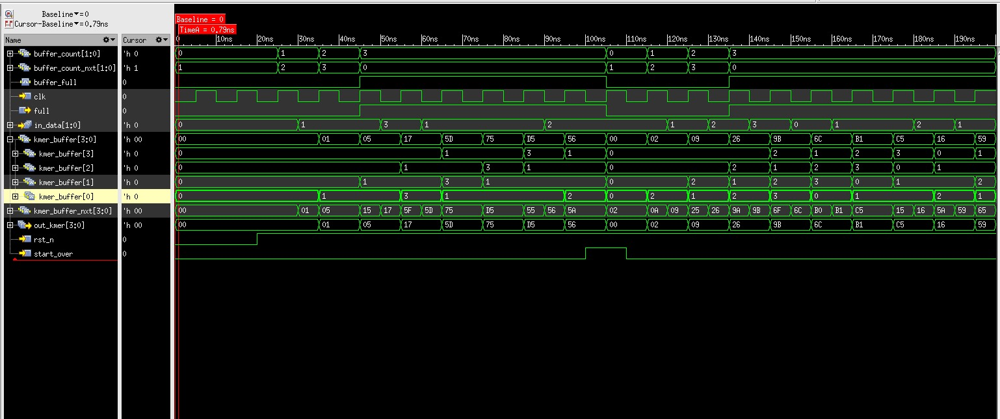 Baseline▼=0
Cursor-Baseline▼=0.79ns
Baseline = 0
TimeA = 0.79ns
Name Cursor 0 10ns 20ns 30ns 40ns 50ns 60ns 70ns 80ns 90ns 100ns 110ns 120ns 130ns 140ns 150ns 160ns 170ns 180ns 190ns
buffer_count[1:0] 'h 0 0 1 2 3 0 1 2 3
buffer_count_nxt[1:0] 'h 1 1 2 3 0 1 2 3 0
buffer_full 0
clk 0
full 0
in_data[1:0] 'h 0 0 1 3 1 2 1 2 3 0 1 2 1
kmer_buffer[3:0] 'h 00 00 01 05 17 5D 75 D5 56 00 02 09 26 9B 6C B1 C5 16 59
kmer_buffer[3] 'h 0 0 1 3 1 0 2 1 2 3 0 1
kmer_buffer[2] 'h 0 0 1 3 1 0 2 1 2 3 0 1
kmer_buffer[1] 'h 0 0 1 3 1 0 2 1 2 3 0 1 2
kmer_buffer[0] 'h 0 0 1 3 1 2 0 2 1 2 3 0 1 2 1
kmer_buffer_nxt[3:0] 'h 00 00 01 05 15 17 5F 5D 75 D5 55 56 5A 02 0A 09 25 26 9A 9B 6F 6C B0 B1 C5 15 16 5A 59 65
out_kmer[3:0] 'h 00 00 01 05 17 5D 75 D5 56 00 02 09 26 9B 6C B1 C5 16 59
rst_n 0
start_over 0